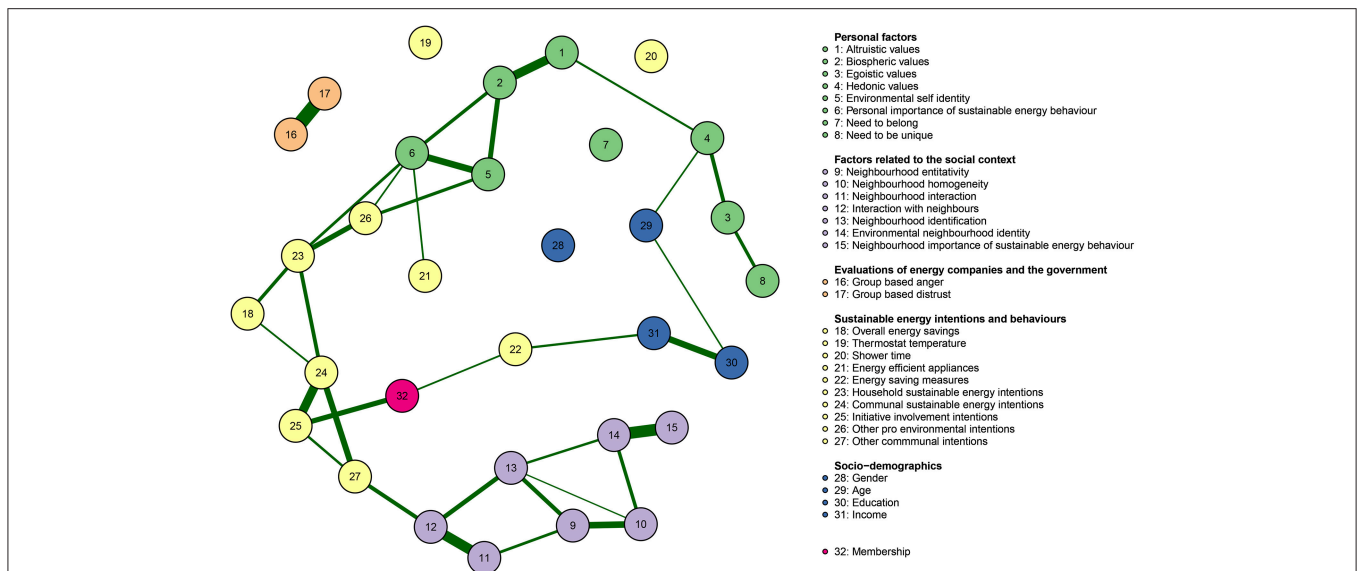 Personal factors
1: Altruistic values
2: Biospheric values
3: Egoistic values
4: Hedonic values
5: Environmental self identity
6: Personal importance of sustainable energy behaviour
7: Need to belong
8: Need to be unique
Factors related to the social context
9: Neighbourhood entitativity
10: Neighbourhood homogeneity
11: Neighbourhood interaction
12: Interaction with neighbours
13: Neighbourhood identification
14: Environmental neighbourhood identity
15: Neighbourhood importance of sustainable energy behaviour
Evaluations of energy companies and the government
16: Group based anger
17: Group based distrust
Sustainable energy intentions and behaviours
18: Overall energy savings
19: Thermostat temperature
20: Shower time
21: Energy efficient appliances
22: Energy saving measures
23: Household sustainable energy intentions
24: Communal sustainable energy intentions
25: Initiative involvement intentions
26: Other pro environmental intentions
27: Other commmunal intentions
Socio−demographics
28: Gender
29: Age
30: Education
31: Income
32: Membership
19
1
20
2
17
16
4
6
7
5
3
26
29
28
23
21
8
18
31
22
30
24
32
25
15
14
13
27
12
9
10
11